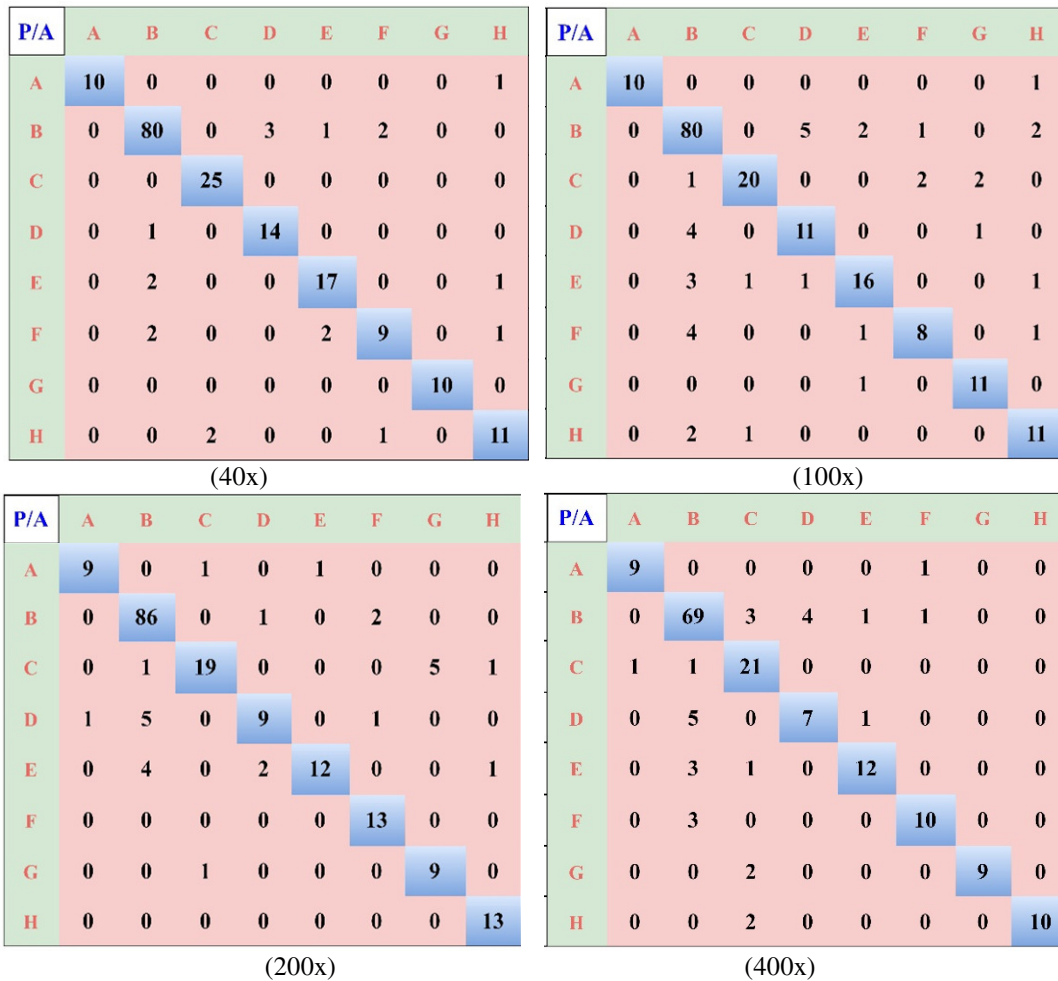 P/A A B C D E F G H
A 10 0 0 0 0 0 0 1
B 0 80 0 3 1 2 0 0
C 0 0 25 0 0 0 0 0
D 0 1 0 14 0 0 0 0
E 0 2 0 0 17 0 0 1
F 0 2 0 0 2 9 0 1
G 0 0 0 0 0 0 10 0
H 0 0 2 0 0 1 0 11
(40x)
P/A A B C D E F G H
A 10 0 0 0 0 0 0 1
B 0 80 0 5 2 1 0 2
C 0 1 20 0 0 2 2 0
D 0 4 0 11 0 0 1 0
E 0 3 1 1 16 0 0 1
F 0 4 0 0 1 8 0 1
G 0 0 0 0 1 0 11 0
H 0 2 1 0 0 0 0 11
(100x)
P/A A B C D E F G H
A 9 0 1 0 1 0 0 0
B 0 86 0 1 0 2 0 0
C 0 1 19 0 0 0 5 1
D 1 5 0 9 0 1 0 0
E 0 4 0 2 12 0 0 1
F 0 0 0 0 0 13 0 0
G 0 0 1 0 0 0 9 0
H 0 0 0 0 0 0 0 13
(200x)
P/A A B C D E F G H
A 9 0 0 0 0 1 0 0
B 0 69 3 4 1 1 0 0
C 1 1 21 0 0 0 0 0
D 0 5 0 7 1 0 0 0
E 0 3 1 0 12 0 0 0
F 0 3 0 0 0 10 0 0
G 0 0 2 0 0 0 9 0
H 0 0 2 0 0 0 0 10
(400x)